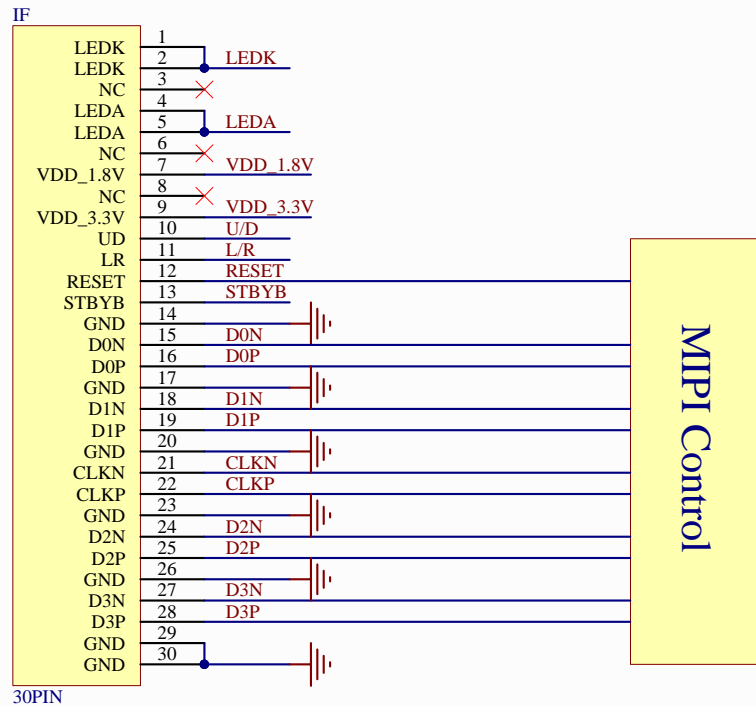 IF
LEDK 1
LEDK 2 LEDK
NC 3
LEDA 4
LEDA 5 LEDA
NC 6
VDD_1.8V 7 VDD_1.8V
NC 8
VDD_3.3V 9 VDD_3.3V
UD 10 U/D
LR 11 L/R
RESET 12 RESET
STBYB 13 STBYB
GND 14
D0N 15 D0N
D0P 16 D0P
GND 17
D1N 18 D1N
D1P 19 D1P
GND 20
CLKN 21 CLKN
CLKP 22 CLKP
GND 23
D2N 24 D2N
D2P 25 D2P
GND 26
D3N 27 D3N
D3P 28 D3P
GND 29
GND 30
30PIN
MIPI Control